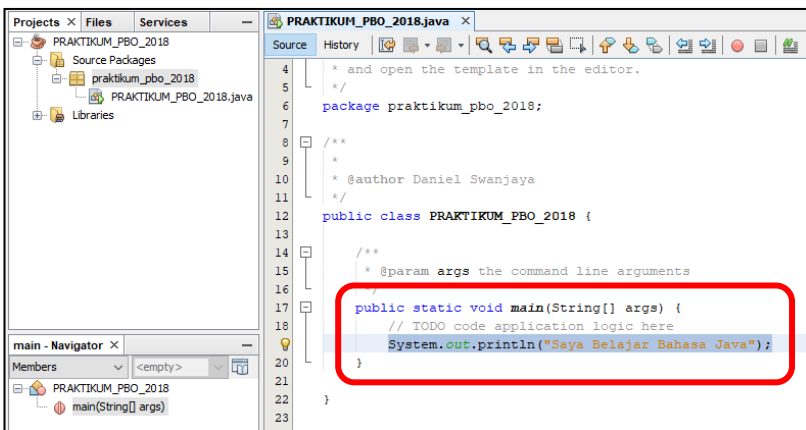 Projects × Files Services
PRAKTIKUM_PBO_2018
Source Packages
praktikum_pbo_2018
PRAKTIKUM_PBO_2018.java
Libraries
main - Navigator ×
Members <empty>
PRAKTIKUM_PBO_2018
main(String[] args)
PRAKTIKUM_PBO_2018.java ×
Source History
4 * and open the template in the editor.
5 */
6 package praktikum_pbo_2018;
7
8 /**
9 *
10 * @author Daniel Swanjaya
11 */
12 public class PRAKTIKUM_PBO_2018 {
13
14 /**
15 * @param args the command line arguments
16 */
17 public static void main(String[] args) {
18 // TODO code application logic here
System.out.println("Saya Belajar Bahasa Java");
20 }
21
22 }
23